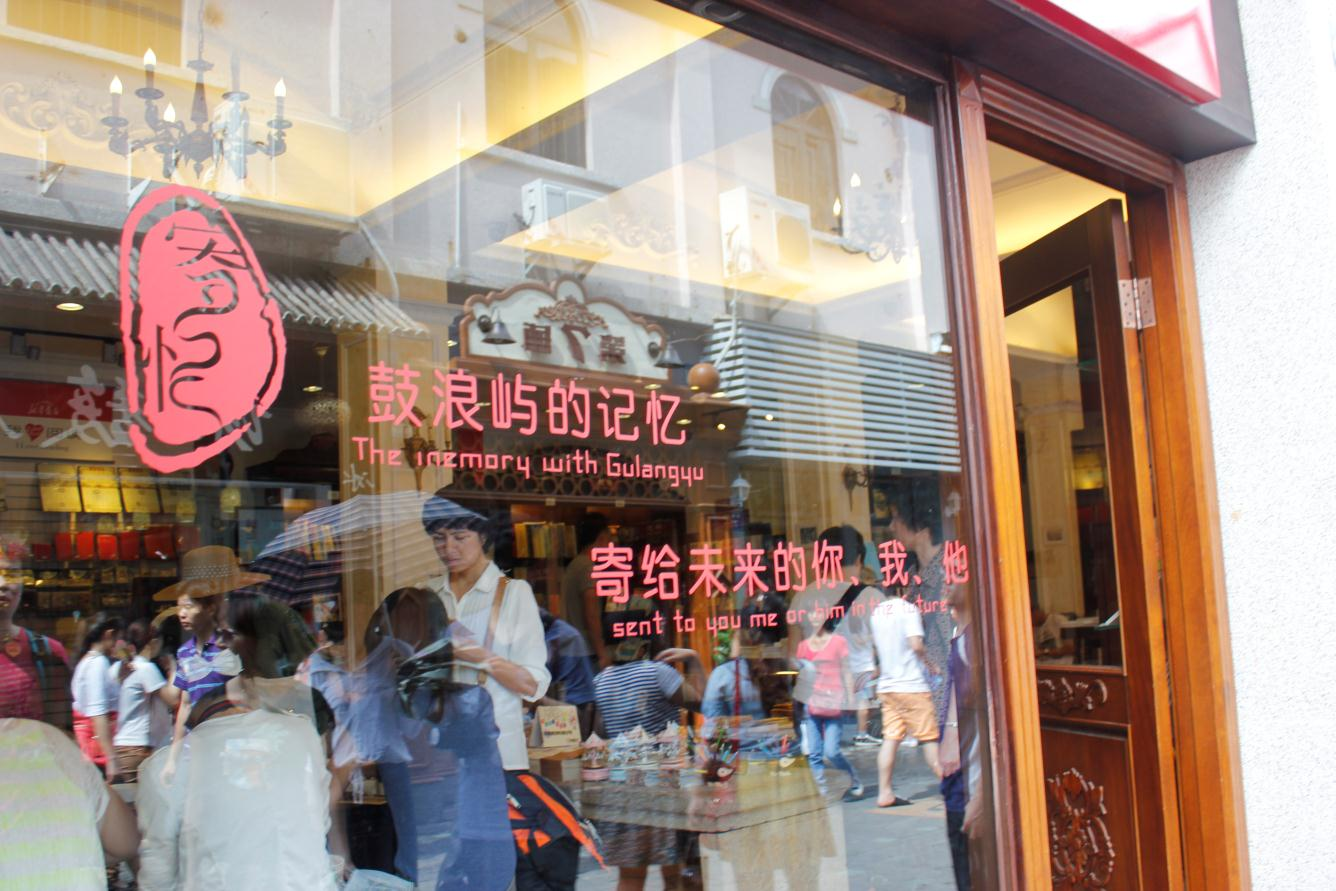 寄忆
鼓浪屿的记忆
The memory with Gulangyu
寄给未来的你、我、他
sent to you me or him in the future